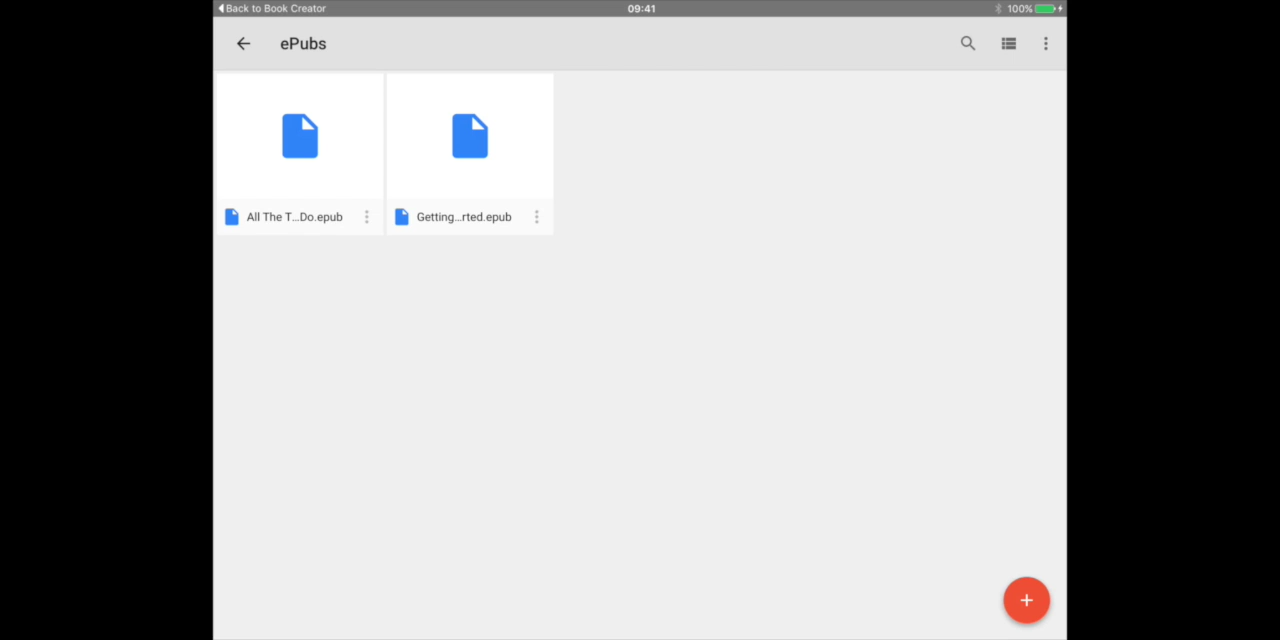 Back to Book Creator 09:41 100%
ePubs
All The T...Do.epub Getting...rted.epub